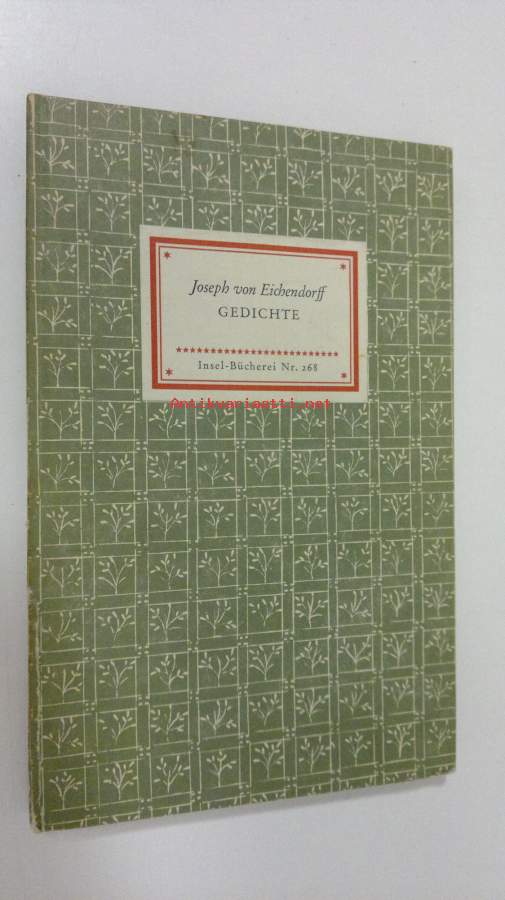 Joseph von Eichendorff
GEDICHTE
Insel-Bücherei Nr. 268
Antikvariaatti.net